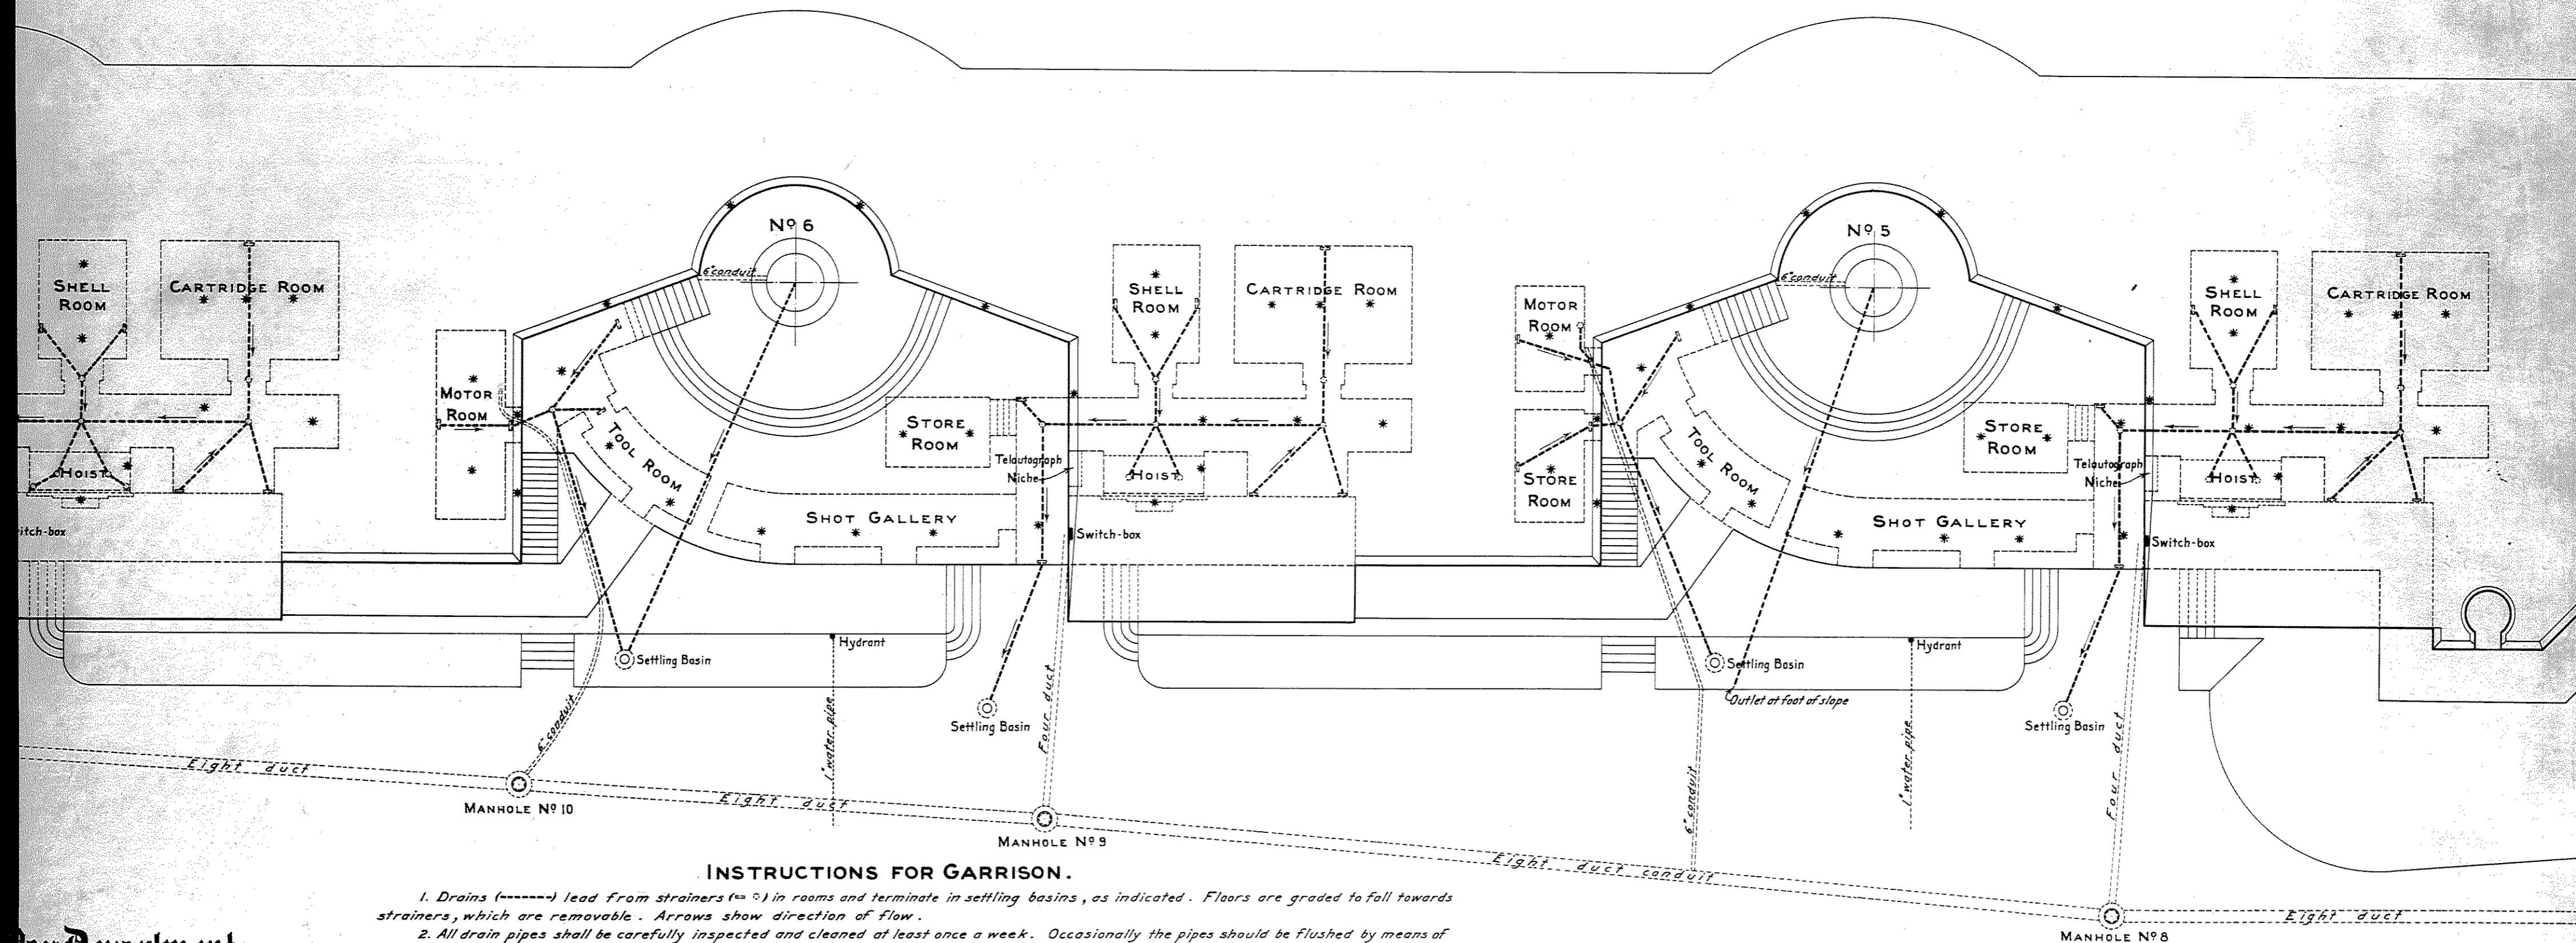 Nº 6
Nº 5
6" conduit
6" conduit
SHELL
ROOM
CARTRIDGE ROOM
SHELL
ROOM
CARTRIDGE ROOM
MOTOR
ROOM
SHELL
ROOM
CARTRIDGE ROOM
MOTOR
ROOM
STORE
ROOM
STORE
ROOM
TOOL ROOM
TOOL ROOM
Telautograph
Niche
Telautograph
Niche
HOIST
HOIST
HOIST
STORE
ROOM
SHOT GALLERY
SHOT GALLERY
itch-box
Switch-box
Switch-box
Hydrant
Hydrant
Settling Basin
Settling Basin
Outlet at foot of slope
Settling Basin
Settling Basin
6" conduit
1" water pipe
Four duct
6" conduit
1" water pipe
Four duct
Eight duct
Eight duct
MANHOLE Nº 10
MANHOLE Nº 9
Eight duct conduit
Eight duct
MANHOLE Nº 8
INSTRUCTIONS FOR GARRISON.
1. Drains (-------) lead from strainers (▭ ○) in rooms and terminate in settling basins, as indicated. Floors are graded to fall towards
strainers, which are removable. Arrows show direction of flow.
2. All drain pipes shall be carefully inspected and cleaned at least once a week. Occasionally the pipes should be flushed by means of